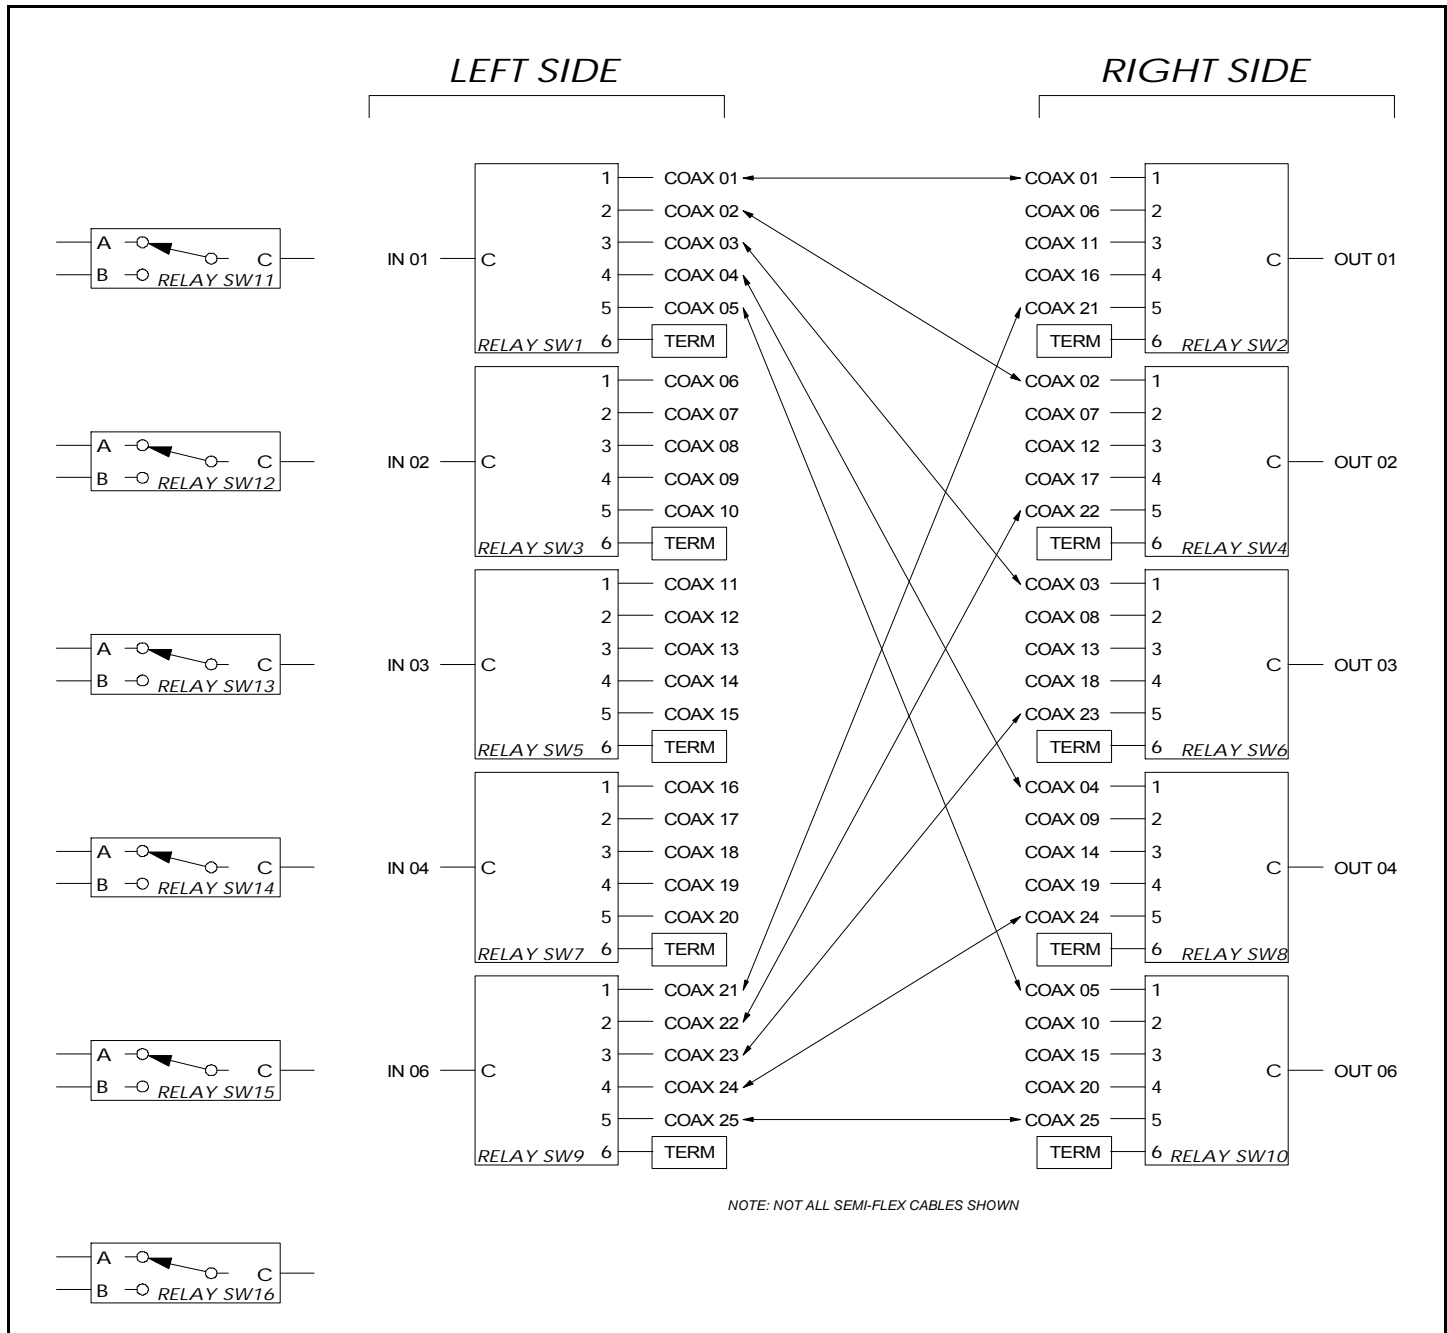 LEFT SIDE
RIGHT SIDE
A
B
C
RELAY SW11
IN 01
C
1
2
3
4
5
6
RELAY SW1
COAX 01
COAX 02
COAX 03
COAX 04
COAX 05
TERM
COAX 01
COAX 06
COAX 11
COAX 16
COAX 21
TERM
1
2
3
4
5
6
C
RELAY SW2
OUT 01
A
B
C
RELAY SW12
IN 02
C
1
2
3
4
5
6
RELAY SW3
COAX 06
COAX 07
COAX 08
COAX 09
COAX 10
TERM
COAX 02
COAX 07
COAX 12
COAX 17
COAX 22
TERM
1
2
3
4
5
6
C
RELAY SW4
OUT 02
A
B
C
RELAY SW13
IN 03
C
1
2
3
4
5
6
RELAY SW5
COAX 11
COAX 12
COAX 13
COAX 14
COAX 15
TERM
COAX 03
COAX 08
COAX 13
COAX 18
COAX 23
TERM
1
2
3
4
5
6
C
RELAY SW6
OUT 03
A
B
C
RELAY SW14
IN 04
C
1
2
3
4
5
6
RELAY SW7
COAX 16
COAX 17
COAX 18
COAX 19
COAX 20
TERM
COAX 04
COAX 09
COAX 14
COAX 19
COAX 24
TERM
1
2
3
4
5
6
C
RELAY SW8
OUT 04
A
B
C
RELAY SW15
IN 06
C
1
2
3
4
5
6
RELAY SW9
COAX 21
COAX 22
COAX 23
COAX 24
COAX 25
TERM
COAX 05
COAX 10
COAX 15
COAX 20
COAX 25
TERM
1
2
3
4
5
6
C
RELAY SW10
OUT 06
NOTE: NOT ALL SEMI-FLEX CABLES SHOWN
A
B
C
RELAY SW16